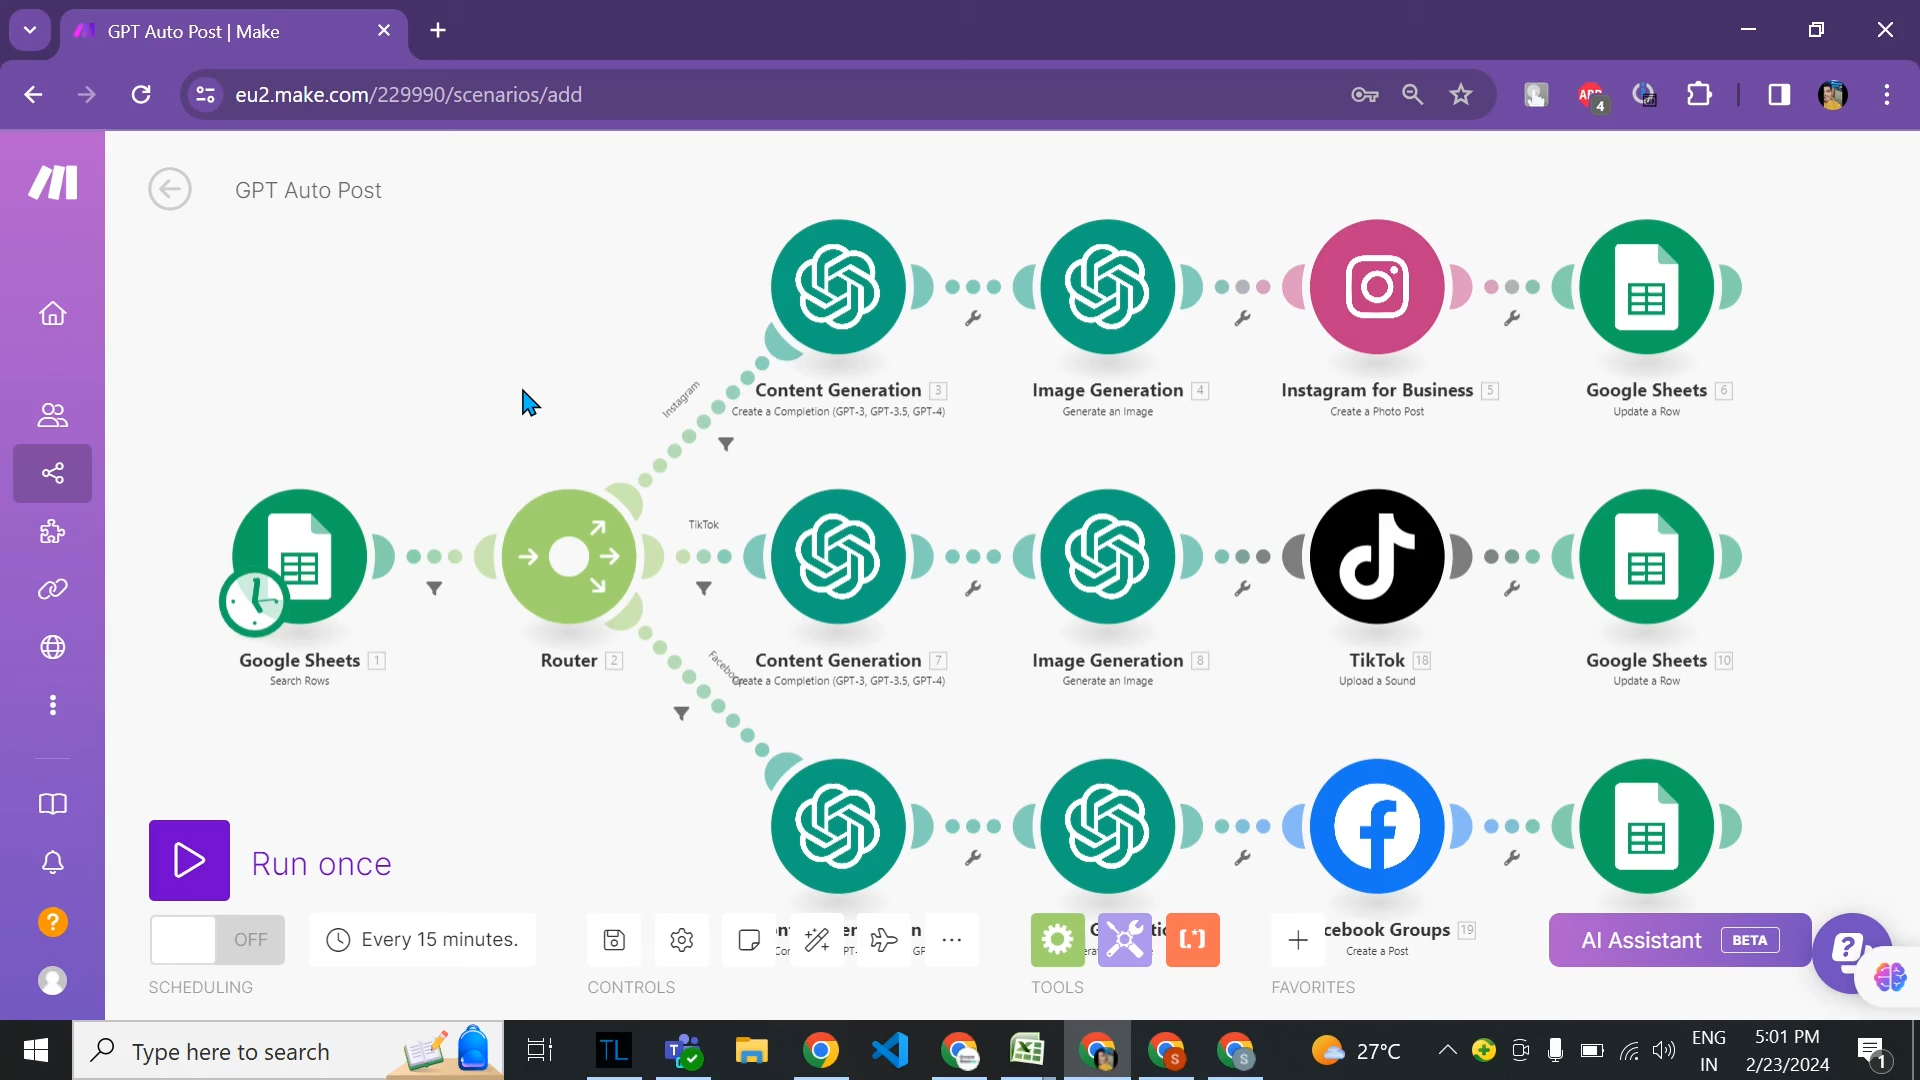 GPT Auto Post | Make
eu2.make.com/229990/scenarios/add
ABP
4
GPT Auto Post
Instagram
Content Generation 3
Create a Completion (GPT-3, GPT-3.5, GPT-4)
Image Generation 4
Generate an Image
Instagram for Business 5
Create a Photo Post
Google Sheets 6
Update a Row
TikTok
Google Sheets 1
Search Rows
Router 2
Facebook
Content Generation 7
Create a Completion (GPT-3, GPT-3.5, GPT-4)
Image Generation 8
Generate an Image
TikTok 18
Upload a Sound
Google Sheets 10
Update a Row
Run once
OFF
Every 15 minutes.
cebook Groups 19
Create a Post
AI Assistant BETA
SCHEDULING
CONTROLS
TOOLS
FAVORITES
Type here to search
TL
27°C
ENG
IN
5:01 PM
2/23/2024
1